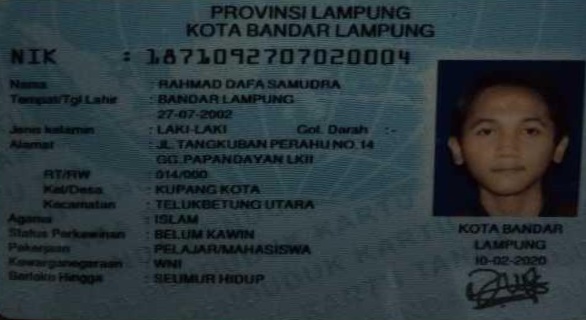 PROVINSI LAMPUNG
KOTA BANDAR LAMPUNG
NIK : 1871092707020004
Nama : RAHMAD DAFA SAMUDRA
Tempat/Tgl Lahir : BANDAR LAMPUNG
27-07-2002
Jenis kelamin : LAKI-LAKI Gol. Darah : -
Alamat : JL. TANGKUBAN PERAHU NO. 14
GG.PAPANDAYAN LKII
RT/RW : 014/000
Kel/Desa : KUPANG KOTA
Kecamatan : TELUKBETUNG UTARA
Agama : ISLAM
Status Perkawinan : BELUM KAWIN
Pekerjaan : PELAJAR/MAHASISWA
Kewarganegaraan : WNI
Berlaku Hingga : SEUMUR HIDUP
KOTA BANDAR
LAMPUNG
10-02-2020